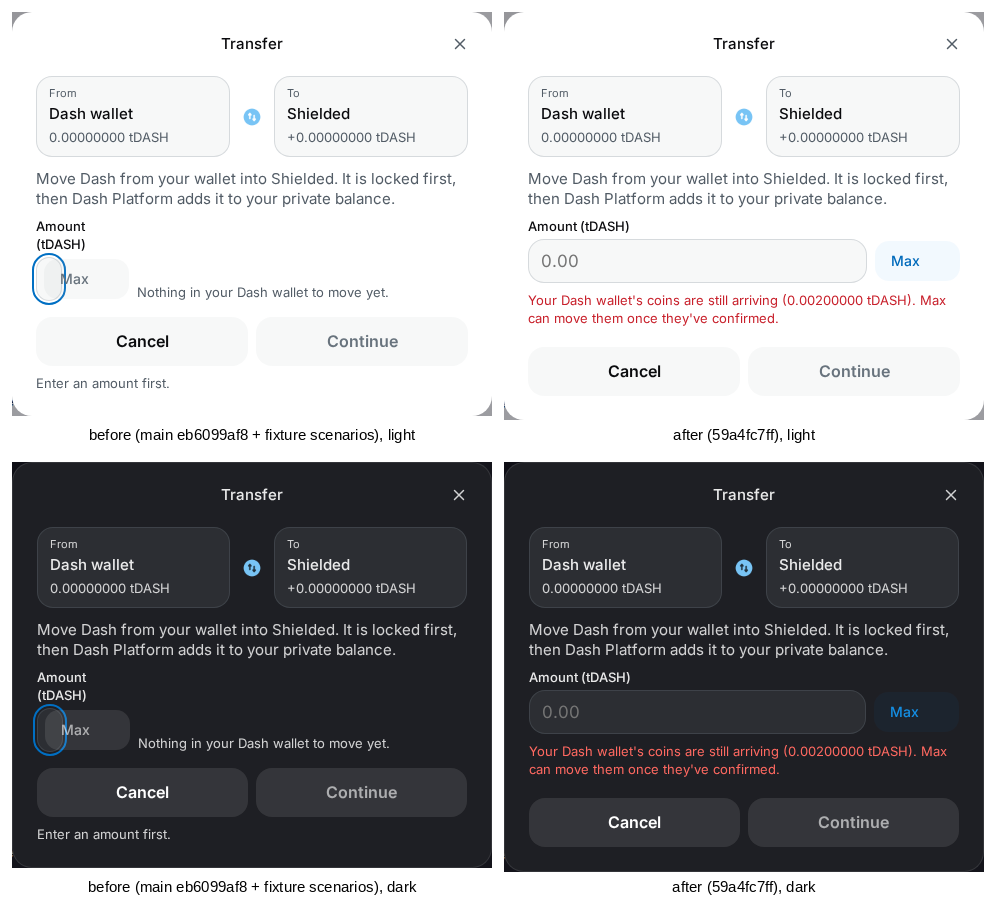 Transfer
From
Dash wallet
0.00000000 tDASH
To
Shielded
+0.00000000 tDASH
Move Dash from your wallet into Shielded. It is locked first,
then Dash Platform adds it to your private balance.
Amount
(tDASH)
Max
Nothing in your Dash wallet to move yet.
Cancel
Continue
Enter an amount first.
before (main eb6099af8 + fixture scenarios), light
Transfer
From
Dash wallet
0.00000000 tDASH
To
Shielded
+0.00000000 tDASH
Move Dash from your wallet into Shielded. It is locked first,
then Dash Platform adds it to your private balance.
Amount (tDASH)
0.00
Max
Your Dash wallet's coins are still arriving (0.00200000 tDASH). Max
can move them once they've confirmed.
Cancel
Continue
after (59a4fc7ff), light
Transfer
From
Dash wallet
0.00000000 tDASH
To
Shielded
+0.00000000 tDASH
Move Dash from your wallet into Shielded. It is locked first,
then Dash Platform adds it to your private balance.
Amount
(tDASH)
Max
Nothing in your Dash wallet to move yet.
Cancel
Continue
Enter an amount first.
before (main eb6099af8 + fixture scenarios), dark
Transfer
From
Dash wallet
0.00000000 tDASH
To
Shielded
+0.00000000 tDASH
Move Dash from your wallet into Shielded. It is locked first,
then Dash Platform adds it to your private balance.
Amount (tDASH)
0.00
Max
Your Dash wallet's coins are still arriving (0.00200000 tDASH). Max
can move them once they've confirmed.
Cancel
Continue
after (59a4fc7ff), dark